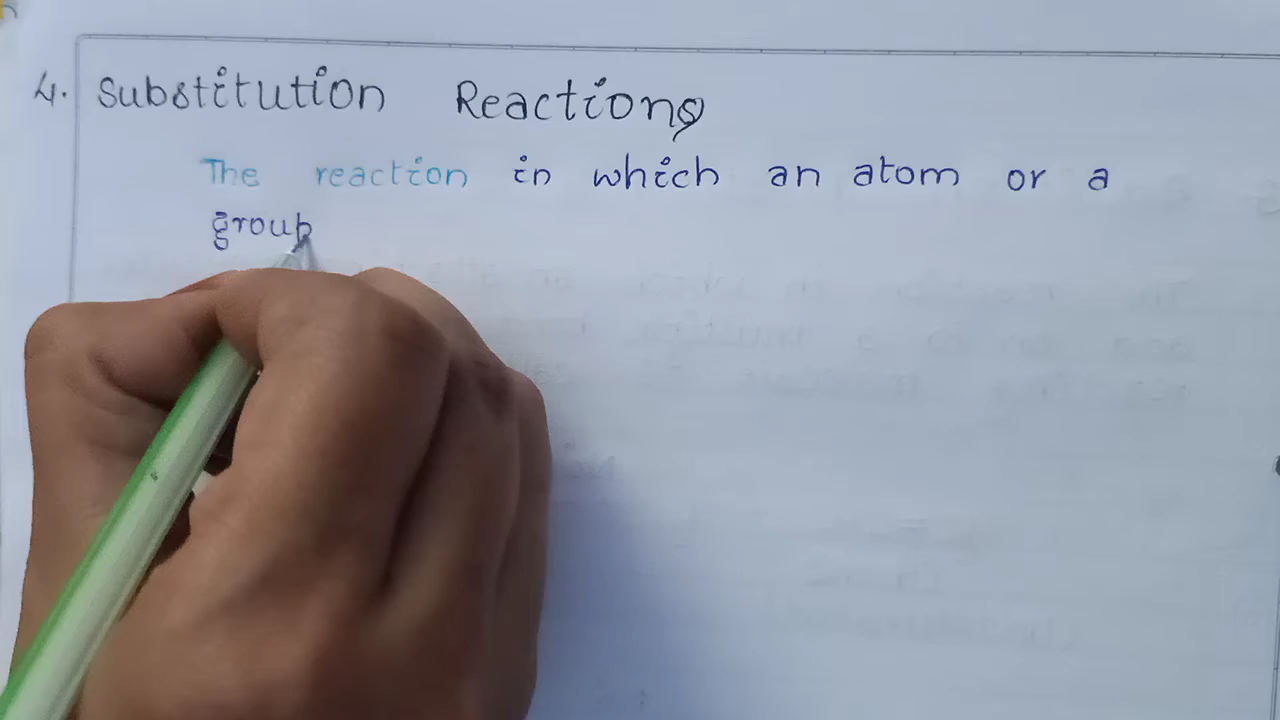 4. Substitution Reactions
The reaction in which an atom or a
group